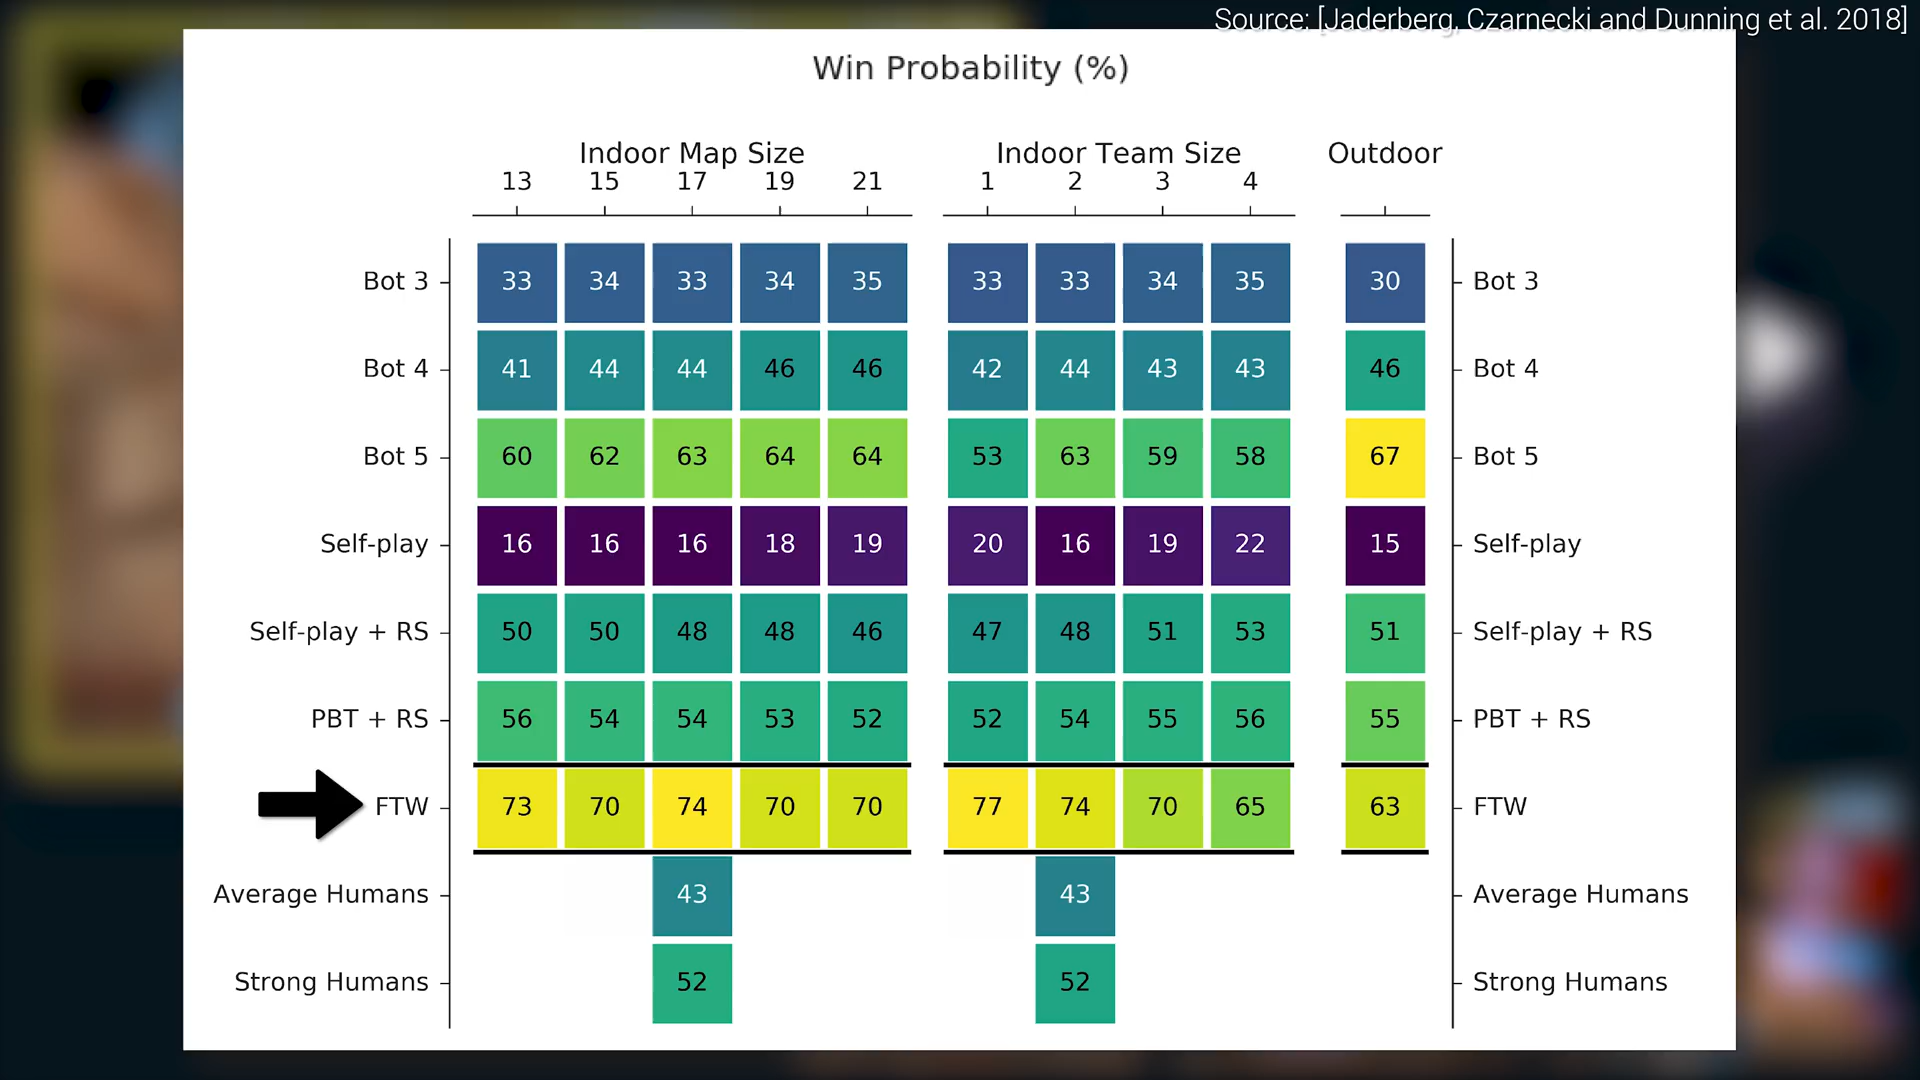 Source: [Jaderberg, Czarnecki and Dunning et al. 2018]
Win Probability (%)
Indoor Map Size Indoor Team Size Outdoor
13 15 17 19 21 1 2 3 4
Bot 3 33 34 33 34 35 33 33 34 35 30 Bot 3
Bot 4 41 44 44 46 46 42 44 43 43 46 Bot 4
Bot 5 60 62 63 64 64 53 63 59 58 67 Bot 5
Self-play 16 16 16 18 19 20 16 19 22 15 Self-play
Self-play + RS 50 50 48 48 46 47 48 51 53 51 Self-play + RS
PBT + RS 56 54 54 53 52 52 54 55 56 55 PBT + RS
FTW 73 70 74 70 70 77 74 70 65 63 FTW
Average Humans 43 43 Average Humans
Strong Humans 52 52 Strong Humans